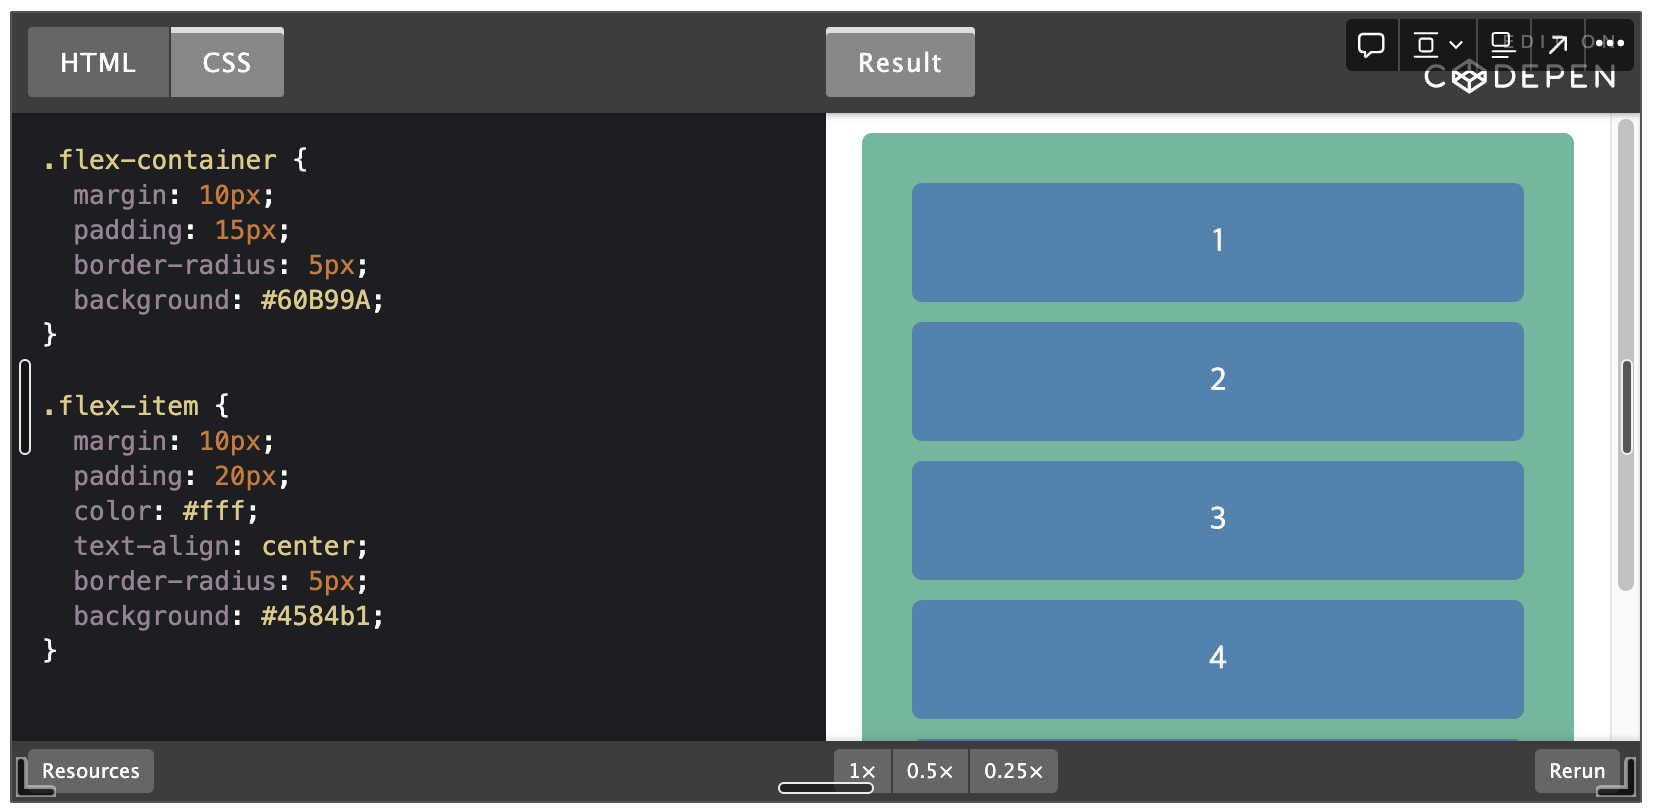 HTML CSS Result EDIT ON
CODEPEN
.flex-container {
  margin: 10px;
  padding: 15px;
  border-radius: 5px;
  background: #60B99A;
}
.flex-item {
  margin: 10px;
  padding: 20px;
  color: #fff;
  text-align: center;
  border-radius: 5px;
  background: #4584b1;
}
1
2
3
4
Resources 1× 0.5× 0.25× Rerun